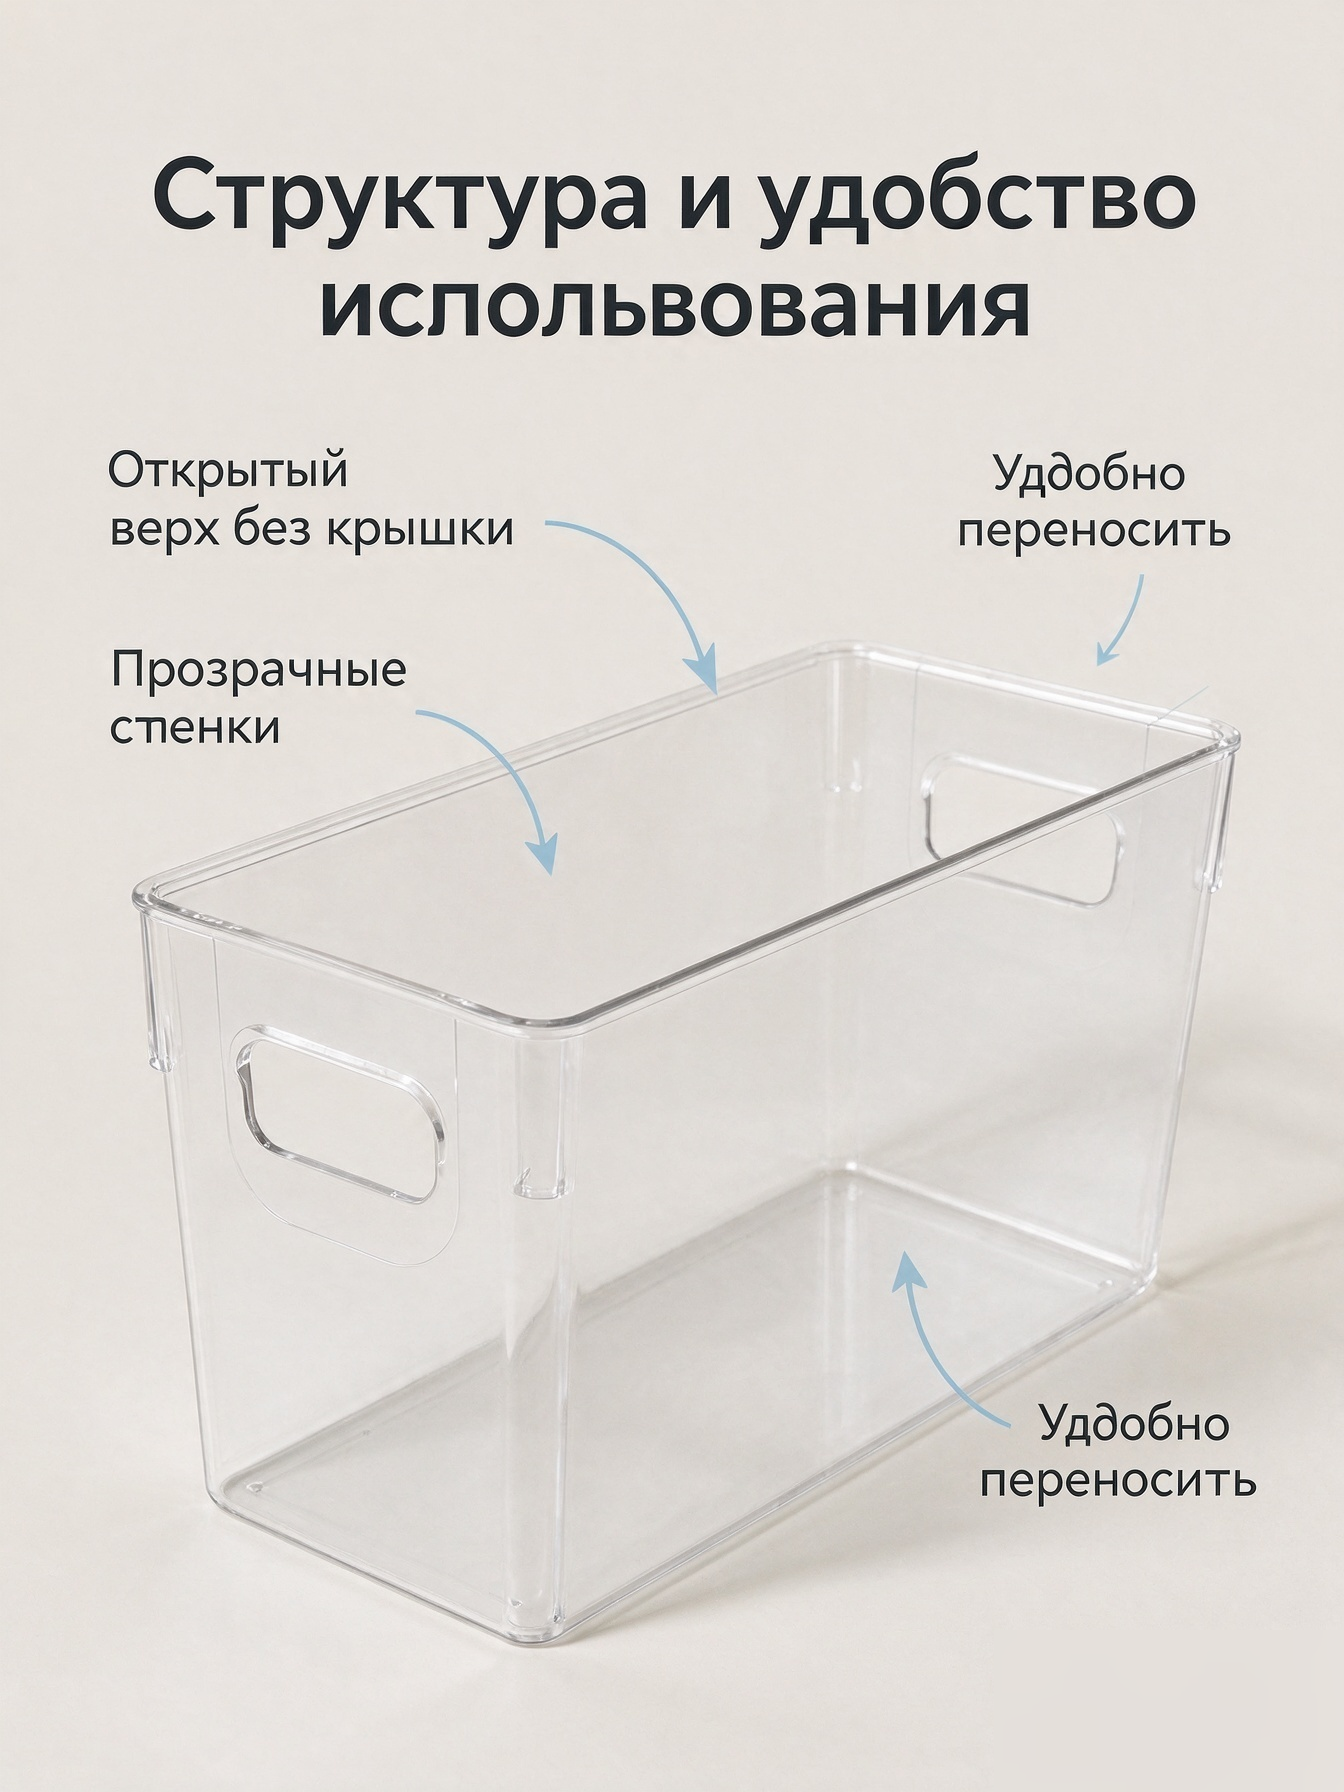 Структура и удобство
испольвования
Открытый
верх без крышки
Уддобно
переносить
Прозрачные
стенки
Уддобно
переносить